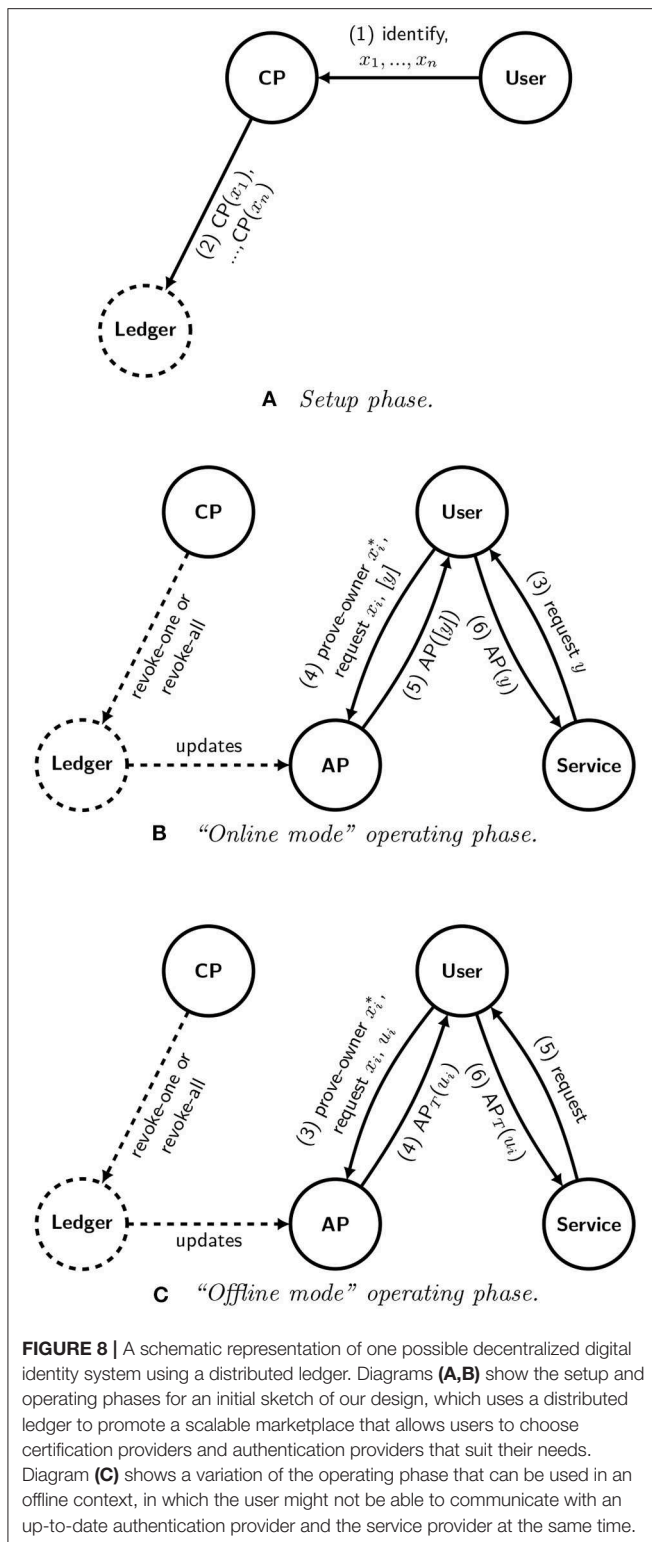 (1) identify,
x₁, ..., xₙ
CP
User
(2) CP(x₁),
..., CP(xₙ)
Ledger
A Setup phase.
CP
User
revoke-one or
revoke-all
(4) prove-owner xᵢ*,
request xᵢ, [y]
(5) AP([y])
(6) AP(y)
(3) request y
Ledger
updates
AP
Service
B “Online mode” operating phase.
CP
User
revoke-one or
revoke-all
(3) prove-owner xᵢ*,
request xᵢ, uᵢ
(4) AP_T(uᵢ)
(6) AP_T(uᵢ)
(5) request
Ledger
updates
AP
Service
C “Offline mode” operating phase.
FIGURE 8 | A schematic representation of one possible decentralized digital
identity system using a distributed ledger. Diagrams (A,B) show the setup and
operating phases for an initial sketch of our design, which uses a distributed
ledger to promote a scalable marketplace that allows users to choose
certification providers and authentication providers that suit their needs.
Diagram (C) shows a variation of the operating phase that can be used in an
offline context, in which the user might not be able to communicate with an
up-to-date authentication provider and the service provider at the same time.